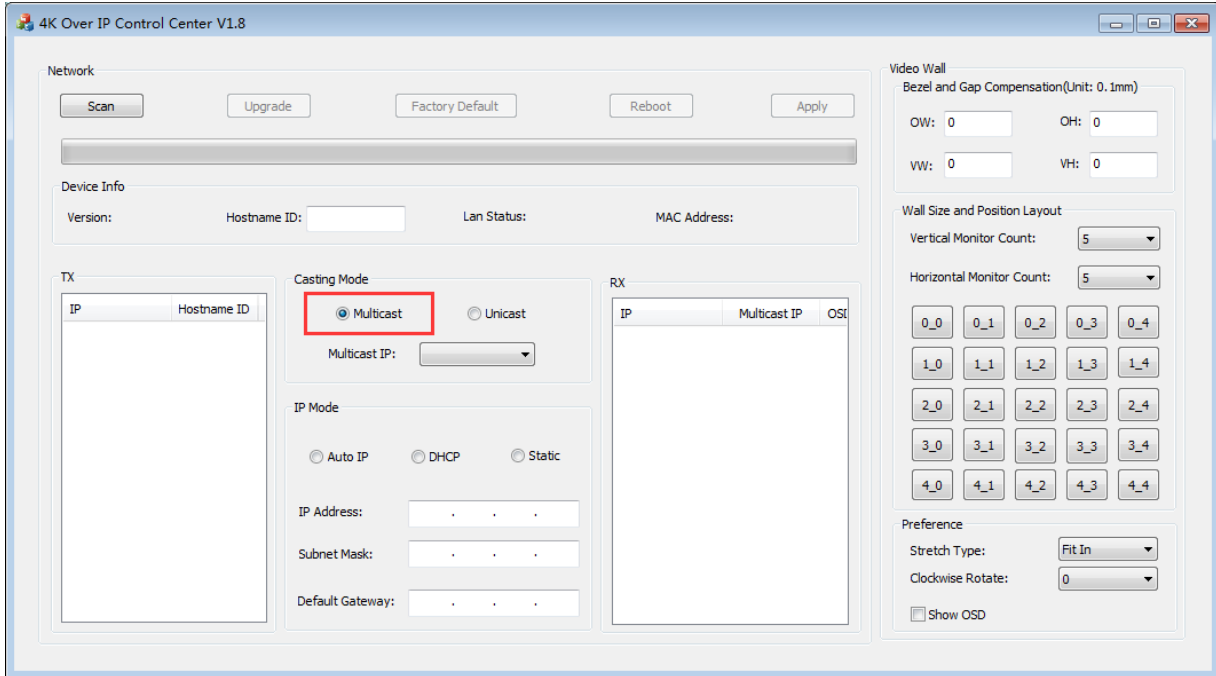 4K Over IP Control Center V1.8
Network
Scan Upgrade Factory Default Reboot Apply
Device Info
Version: Hostname ID: Lan Status: MAC Address:
TX
IP Hostname ID
Casting Mode
Multicast Unicast
Multicast IP:
IP Mode
Auto IP DHCP Static
IP Address: . . .
Subnet Mask: . . .
Default Gateway: . . .
RX
IP Multicast IP OSD
Video Wall
Bezel and Gap Compensation(Unit: 0.1mm)
OW: 0 OH: 0
VW: 0 VH: 0
Wall Size and Position Layout
Vertical Monitor Count: 5
Horizontal Monitor Count: 5
0_0 0_1 0_2 0_3 0_4
1_0 1_1 1_2 1_3 1_4
2_0 2_1 2_2 2_3 2_4
3_0 3_1 3_2 3_3 3_4
4_0 4_1 4_2 4_3 4_4
Preference
Stretch Type: Fit In
Clockwise Rotate: 0
Show OSD